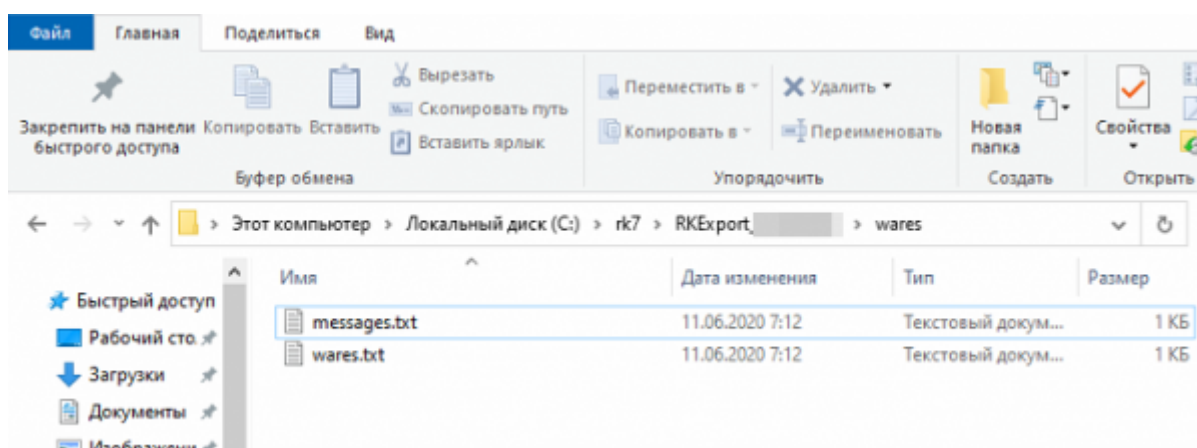 Файл Главная Поделиться Вид
Вырезать
Переместить в Удалить
Скопировать путь
Закрепить на панели быстрого доступа
Копировать Вставить
Вставить ярлык
Копировать в Переименовать
Новая папка
Свойства
Буфер обмена Упорядочить Создать Открыть
Этот компьютер > Локальный диск (C:) > rk7 > RKExport_ > wares
Имя Дата изменения Тип Размер
Быстрый доступ
messages.txt 11.06.2020 7:12 Текстовый докум... 1 КБ
Рабочий сто
wares.txt 11.06.2020 7:12 Текстовый докум... 1 КБ
Загрузки
Документы